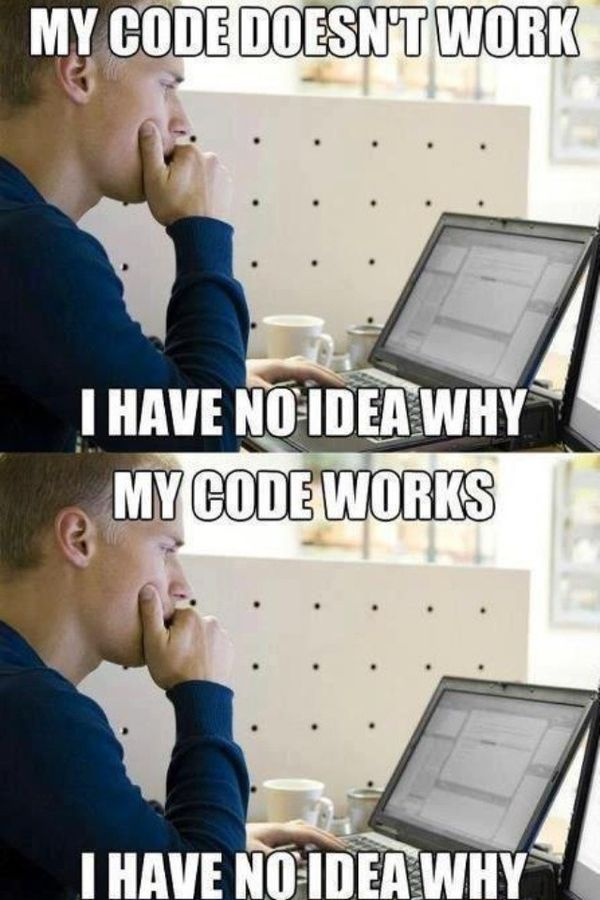 MY CODE DOESN'T WORK
I HAVE NO IDEA WHY
MY CODE WORKS
I HAVE NO IDEA WHY